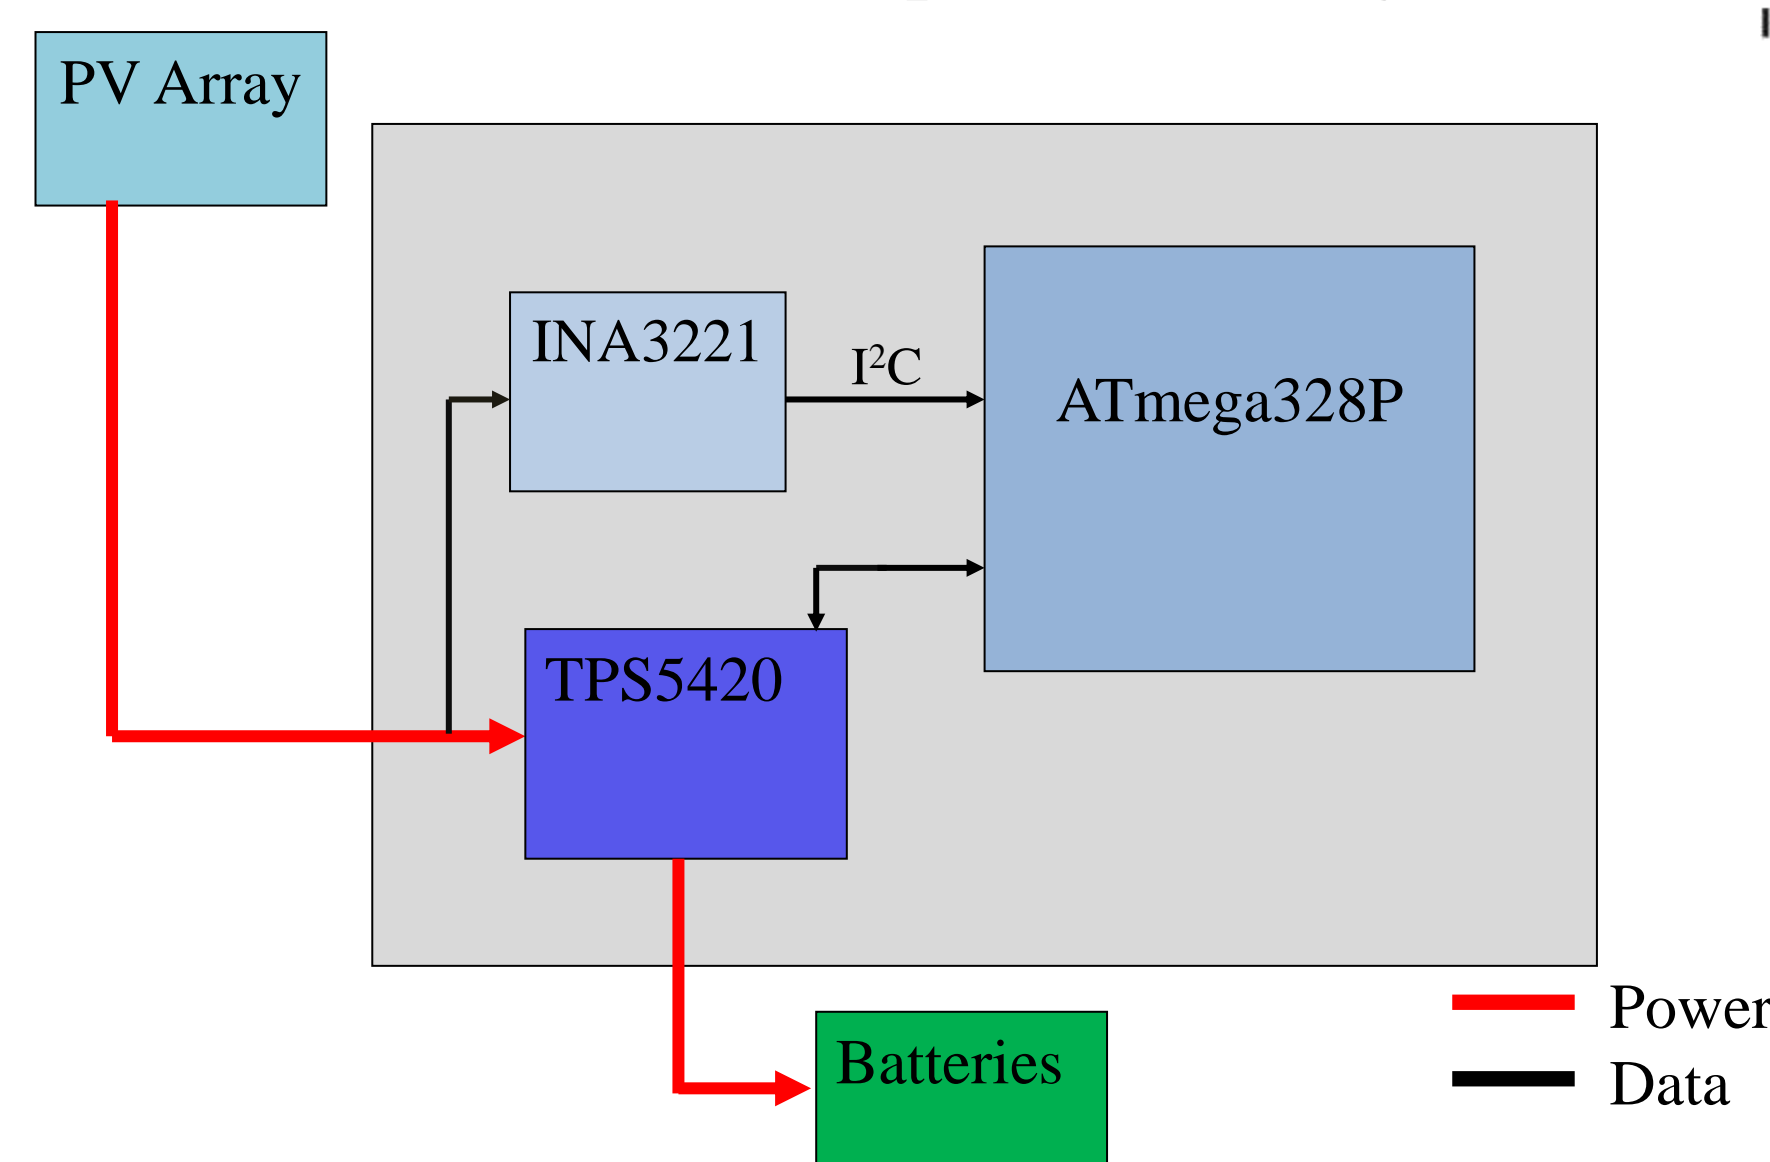 PV Array
INA3221
I²C
ATmega328P
TPS5420
Batteries
Power
Data